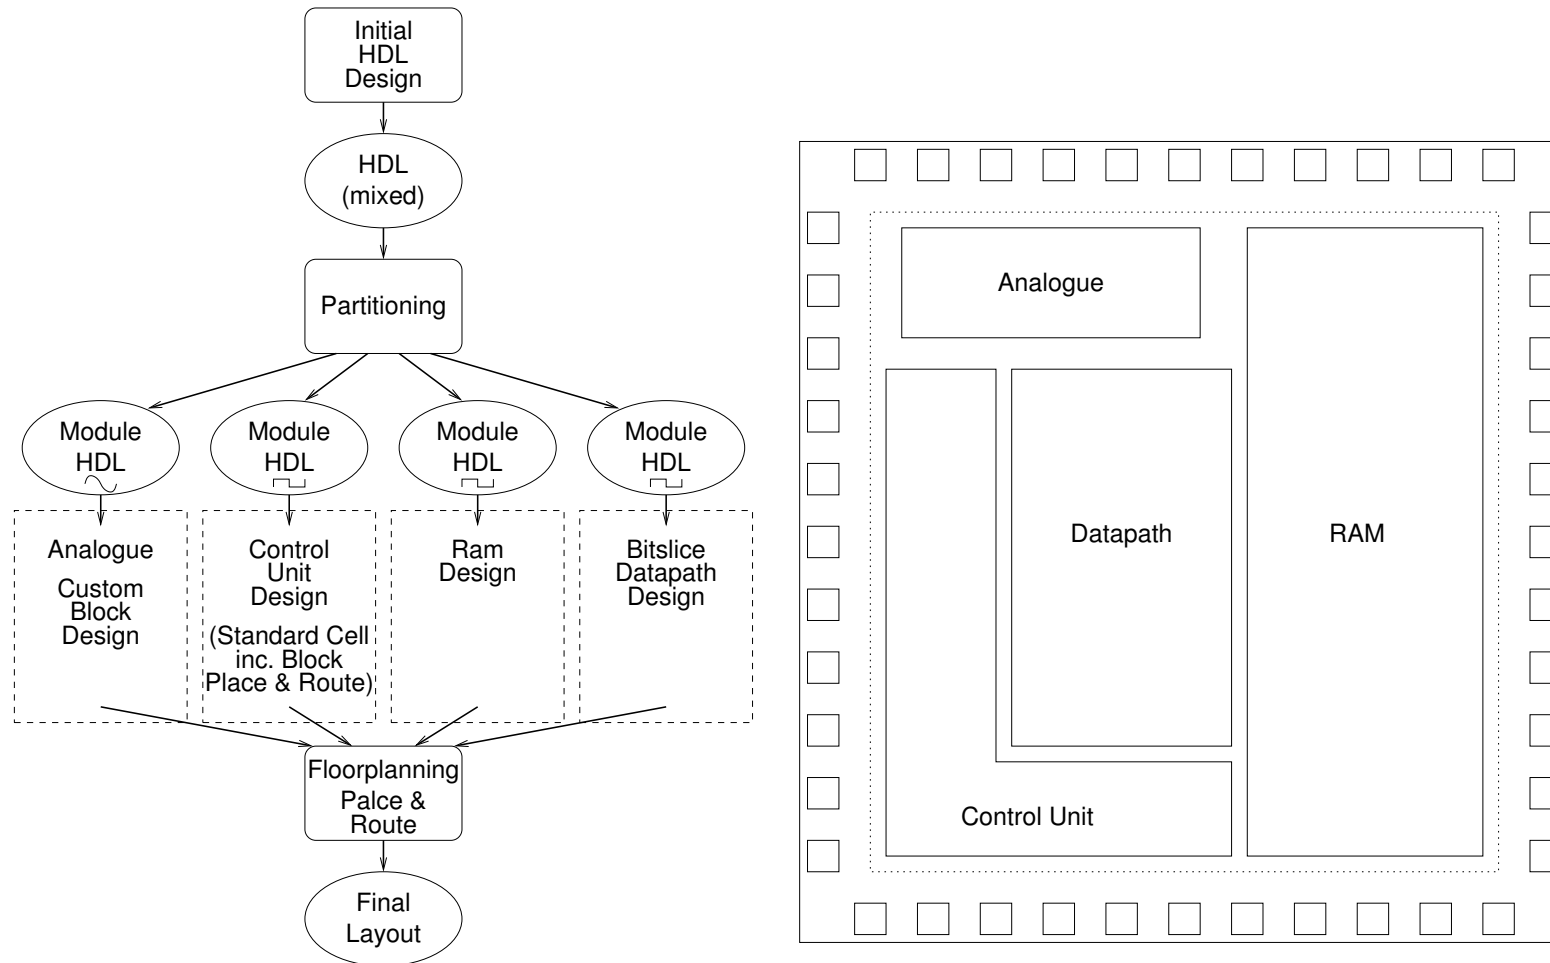 Initial
HDL
Design
HDL
(mixed)
Partitioning
Module
HDL
Module
HDL
Module
HDL
Module
HDL
Analogue
Custom
Block
Design
Control
Unit
Design
(Standard Cell
inc. Block
Place & Route)
Ram
Design
Bitslice
Datapath
Design
Floorplanning
Palce &
Route
Final
Layout
Analogue
Datapath
RAM
Control Unit